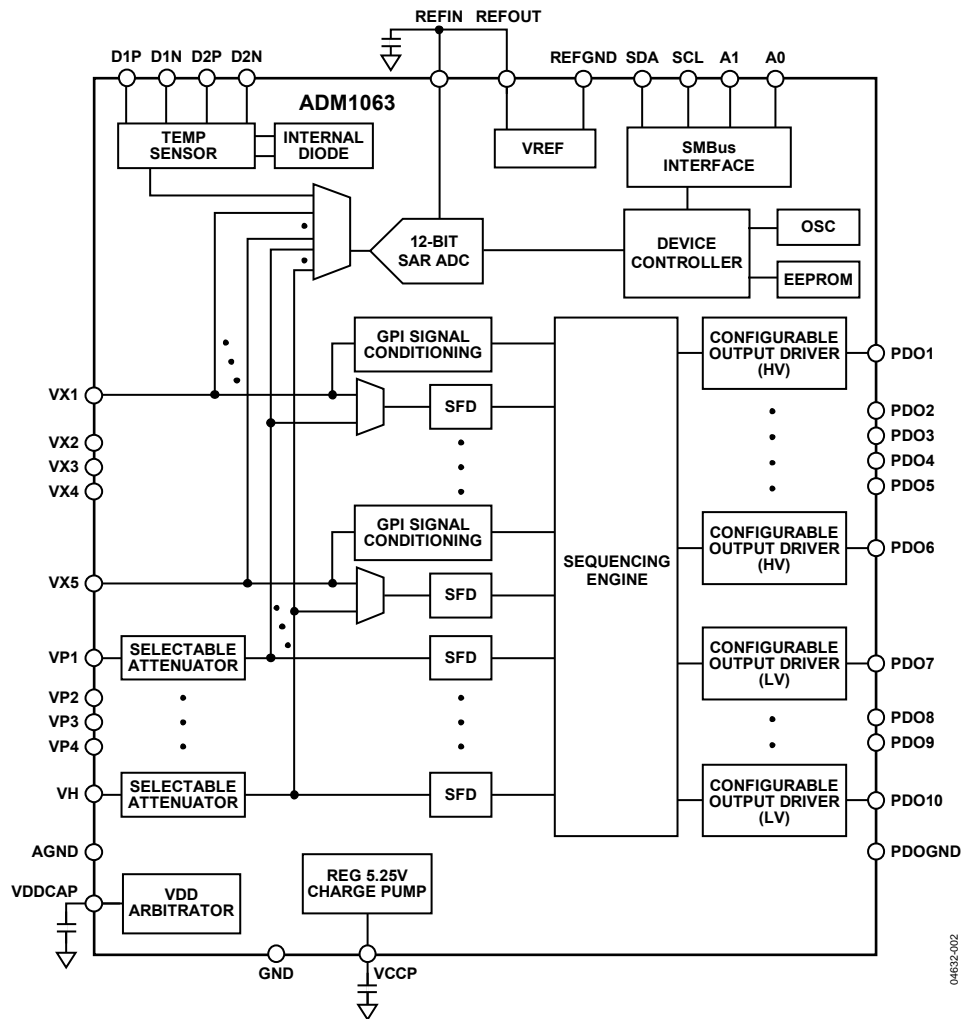 REFIN REFOUT
D1P D1N D2P D2N
REFGND SDA SCL A1 A0
ADM1063
TEMP
SENSOR
INTERNAL
DIODE
VREF
SMBus
INTERFACE
12-BIT
SAR ADC
DEVICE
CONTROLLER
OSC
EEPROM
GPI SIGNAL
CONDITIONING
CONFIGURABLE
OUTPUT DRIVER
(HV)
PDO1
VX1
SFD
PDO2
PDO3
PDO4
PDO5
VX2
VX3
VX4
GPI SIGNAL
CONDITIONING
SEQUENCING
ENGINE
CONFIGURABLE
OUTPUT DRIVER
(HV)
PDO6
VX5
SFD
VP1
SELECTABLE
ATTENUATOR
SFD
CONFIGURABLE
OUTPUT DRIVER
(LV)
PDO7
VP2
VP3
VP4
PDO8
PDO9
VH
SELECTABLE
ATTENUATOR
SFD
CONFIGURABLE
OUTPUT DRIVER
(LV)
PDO10
AGND
PDOGND
VDDCAP
VDD
ARBITRATOR
REG 5.25V
CHARGE PUMP
GND
VCCP
04632-002